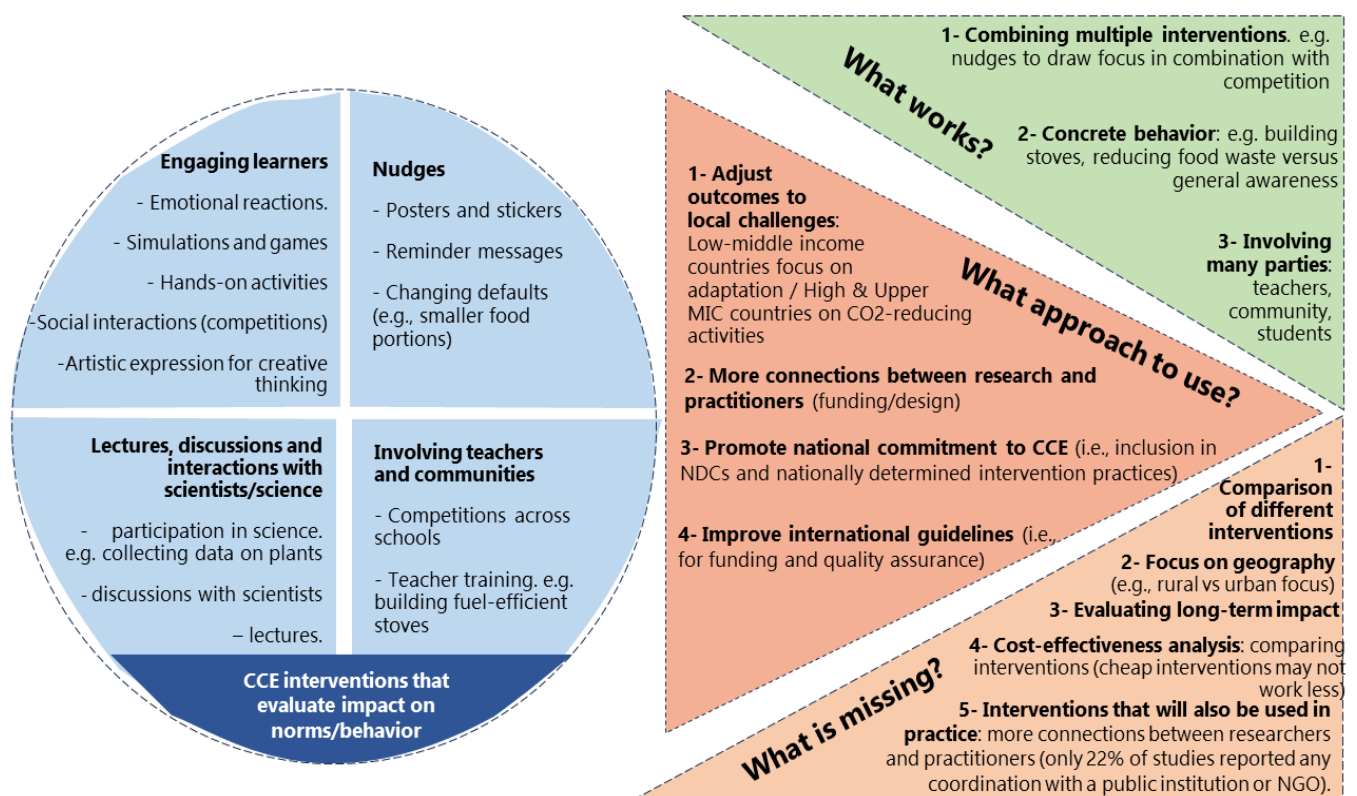 Engaging learners
- Emotional reactions.
- Simulations and games
- Hands-on activities
-Social interactions (competitions)
-Artistic expression for creative
thinking
Nudges
- Posters and stickers
- Reminder messages
- Changing defaults
(e.g., smaller food
portions)
Lectures, discussions and
interactions with
scientists/science
- participation in science.
e.g. collecting data on plants
- discussions with scientists
– lectures.
Involving teachers
and communities
- Competitions across
schools
- Teacher training. e.g.
building fuel-efficient
stoves
CCE interventions that
evaluate impact on
norms/behavior
What works?
1- Combining multiple interventions. e.g.
nudges to draw focus in combination with
competition
2- Concrete behavior: e.g. building
stoves, reducing food waste versus
general awareness
3- Involving
many parties:
teachers,
community,
students
What approach to use?
1- Adjust
outcomes to
local challenges:
Low-middle income
countries focus on
adaptation / High & Upper
MIC countries on CO2-reducing
activities
2- More connections between research and
practitioners (funding/design)
3- Promote national commitment to CCE (i.e., inclusion in
NDCs and nationally determined intervention practices)
4- Improve international guidelines (i.e.,
for funding and quality assurance)
What is missing?
1-
Comparison
of different
interventions
2- Focus on geography
(e.g., rural vs urban focus)
3- Evaluating long-term impact
4- Cost-effectiveness analysis: comparing
interventions (cheap interventions may not
work less)
5- Interventions that will also be used in
practice: more connections between researchers
and practitioners (only 22% of studies reported any
coordination with a public institution or NGO).